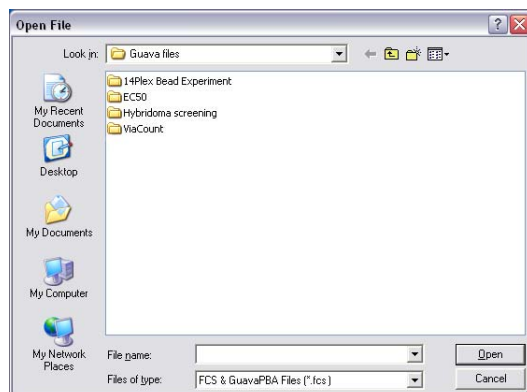 Open File
Look in: Guava files
14Plex Bead Experiment
EC50
Hybridoma screening
ViaCount
My Recent
Documents
Desktop
My Documents
My Computer
My Network
Places
File name:
Open
Files of type: FCS & GuavaPBA Files (*.fcs)
Cancel